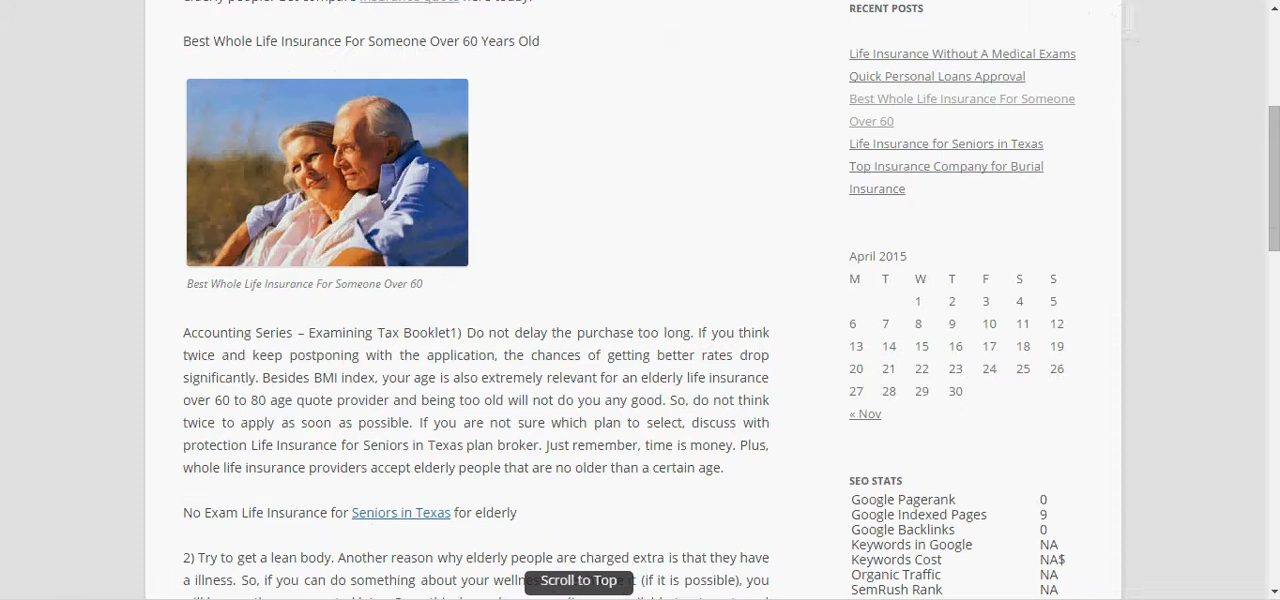 elderly people. Get compare insurance quota here today.
Best Whole Life Insurance For Someone Over 60 Years Old
Best Whole Life Insurance For Someone Over 60
Accounting Series – Examining Tax Booklet1) Do not delay the purchase too long. If you think
twice and keep postponing with the application, the chances of getting better rates drop
significantly. Besides BMI index, your age is also extremely relevant for an elderly life insurance
over 60 to 80 age quote provider and being too old will not do you any good. So, do not think
twice to apply as soon as possible. If you are not sure which plan to select, discuss with
protection Life Insurance for Seniors in Texas plan broker. Just remember, time is money. Plus,
whole life insurance providers accept elderly people that are no older than a certain age.
No Exam Life Insurance for Seniors in Texas for elderly
2) Try to get a lean body. Another reason why elderly people are charged extra is that they have
a illness. So, if you can do something about your (if it is possible), you
Scroll to Top
RECENT POSTS
Life Insurance Without A Medical Exams
Quick Personal Loans Approval
Best Whole Life Insurance For Someone
Over 60
Life Insurance for Seniors in Texas
Top Insurance Company for Burial
Insurance
April 2015
M T W T F S S
1 2 3 4 5
6 7 8 9 10 11 12
13 14 15 16 17 18 19
20 21 22 23 24 25 26
27 28 29 30
« Nov
SEO STATS
Google Pagerank 0
Google Indexed Pages 9
Google Backlinks 0
Keywords in Google NA
Keywords Cost NA$
Organic Traffic NA
SemRush Rank NA